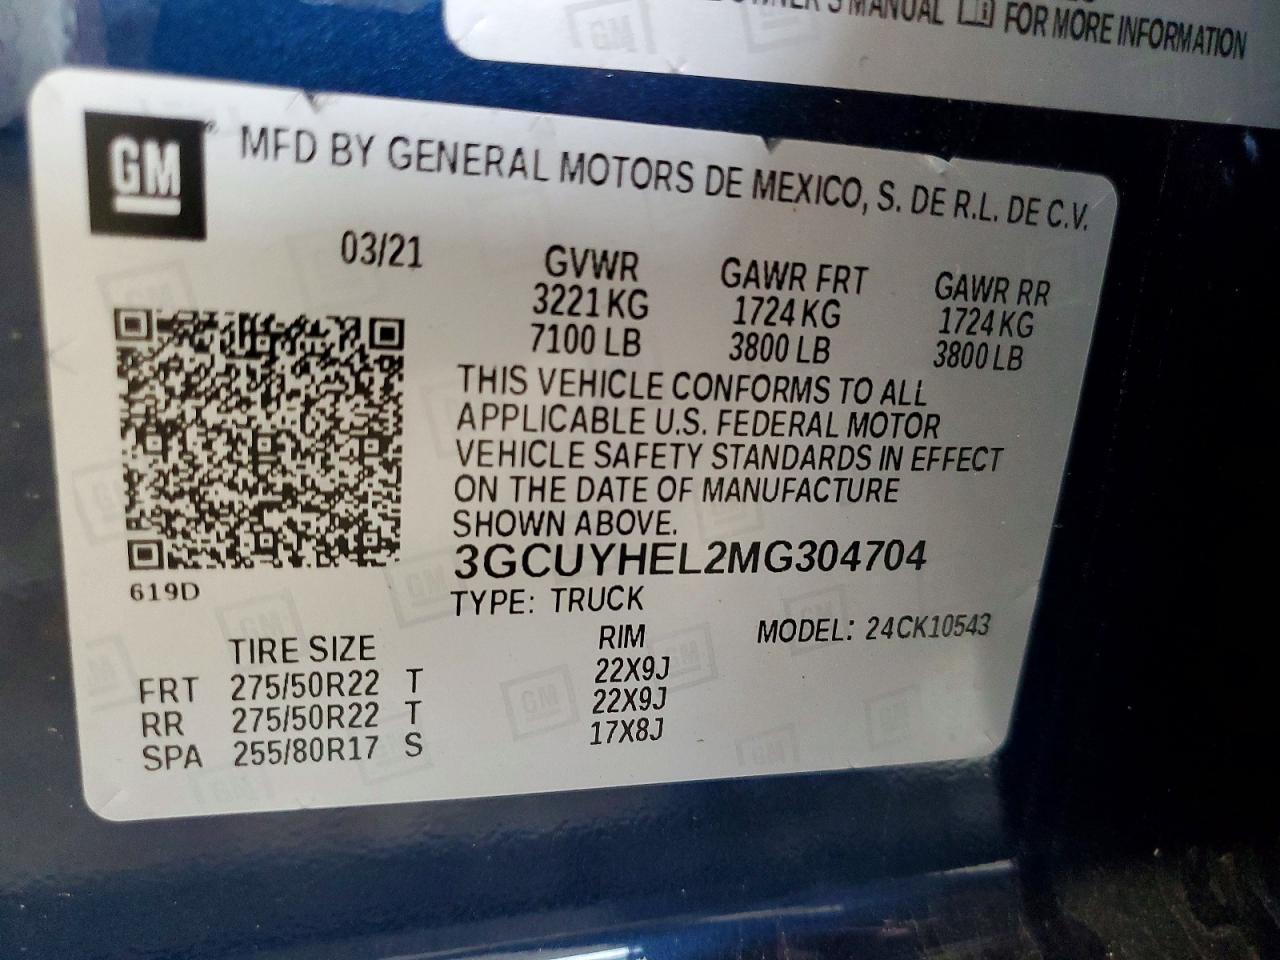 OWNER'S MANUAL FOR MORE INFORMATION
GM
MFD BY GENERAL MOTORS DE MEXICO, S. DE R.L. DE C.V.
03/21 GVWR GAWR FRT GAWR RR
3221 KG 1724 KG 1724 KG
7100 LB 3800 LB 3800 LB
THIS VEHICLE CONFORMS TO ALL
APPLICABLE U.S. FEDERAL MOTOR
VEHICLE SAFETY STANDARDS IN EFFECT
ON THE DATE OF MANUFACTURE
SHOWN ABOVE.
3GCUYHEL2MG304704
619D
TYPE: TRUCK
MODEL: 24CK10543
TIRE SIZE RIM
FRT 275/50R22 T 22X9J
RR 275/50R22 T 22X9J
SPA 255/80R17 S 17X8J